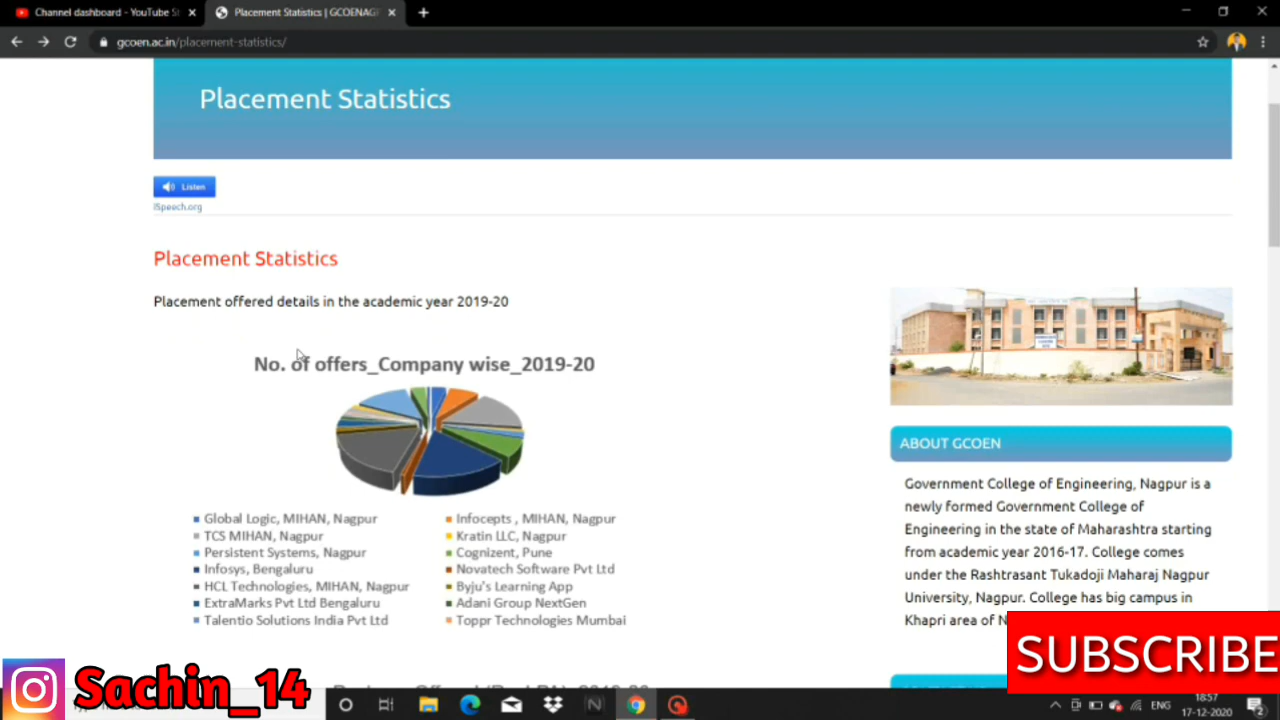 Channel dashboard - YouTube St
Placement Statistics | GCOENAG
gcoen.ac.in/placement-statistics/
Placement Statistics
Listen
iSpeech.org
Placement Statistics
Placement offered details in the academic year 2019-20
No. of offers_Company wise_2019-20
Global Logic, MIHAN, Nagpur
Infocepts , MIHAN, Nagpur
TCS MIHAN, Nagpur
Kratin LLC, Nagpur
Persistent Systems, Nagpur
Cognizent, Pune
Infosys, Bengaluru
Novatech Software Pvt Ltd
HCL Technologies, MIHAN, Nagpur
Byju's Learning App
ExtraMarks Pvt Ltd Bengaluru
Adani Group NextGen
Talentio Solutions India Pvt Ltd
Toppr Technologies Mumbai
ABOUT GCOEN
Government College of Engineering, Nagpur is a
newly formed Government College of
Engineering in the state of Maharashtra starting
from academic year 2016-17. College comes
under the Rashtrasant Tukadoji Maharaj Nagpur
University, Nagpur. College has big campus in
Khapri area of N
SUBSCRIBE
Sachin_14
ENG
18:57
17-12-2020
2